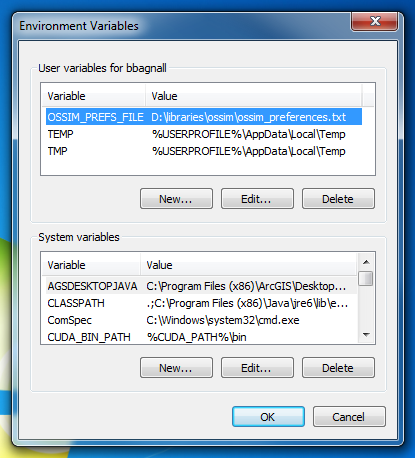 Environment Variables
User variables for bbagnall
Variable Value
OSSIM_PREFS_FILE D:\libraries\ossim\ossim_preferences.txt
TEMP %USERPROFILE%\AppData\Local\Temp
TMP %USERPROFILE%\AppData\Local\Temp
New... Edit... Delete
System variables
Variable Value
AGSDESKTOPJAVA C:\Program Files (x86)\ArcGIS\Desktop...
CLASSPATH .;C:\Program Files (x86)\Java\jre6\lib\e...
ComSpec C:\Windows\system32\cmd.exe
CUDA_BIN_PATH %CUDA_PATH%\bin
New... Edit... Delete
OK Cancel